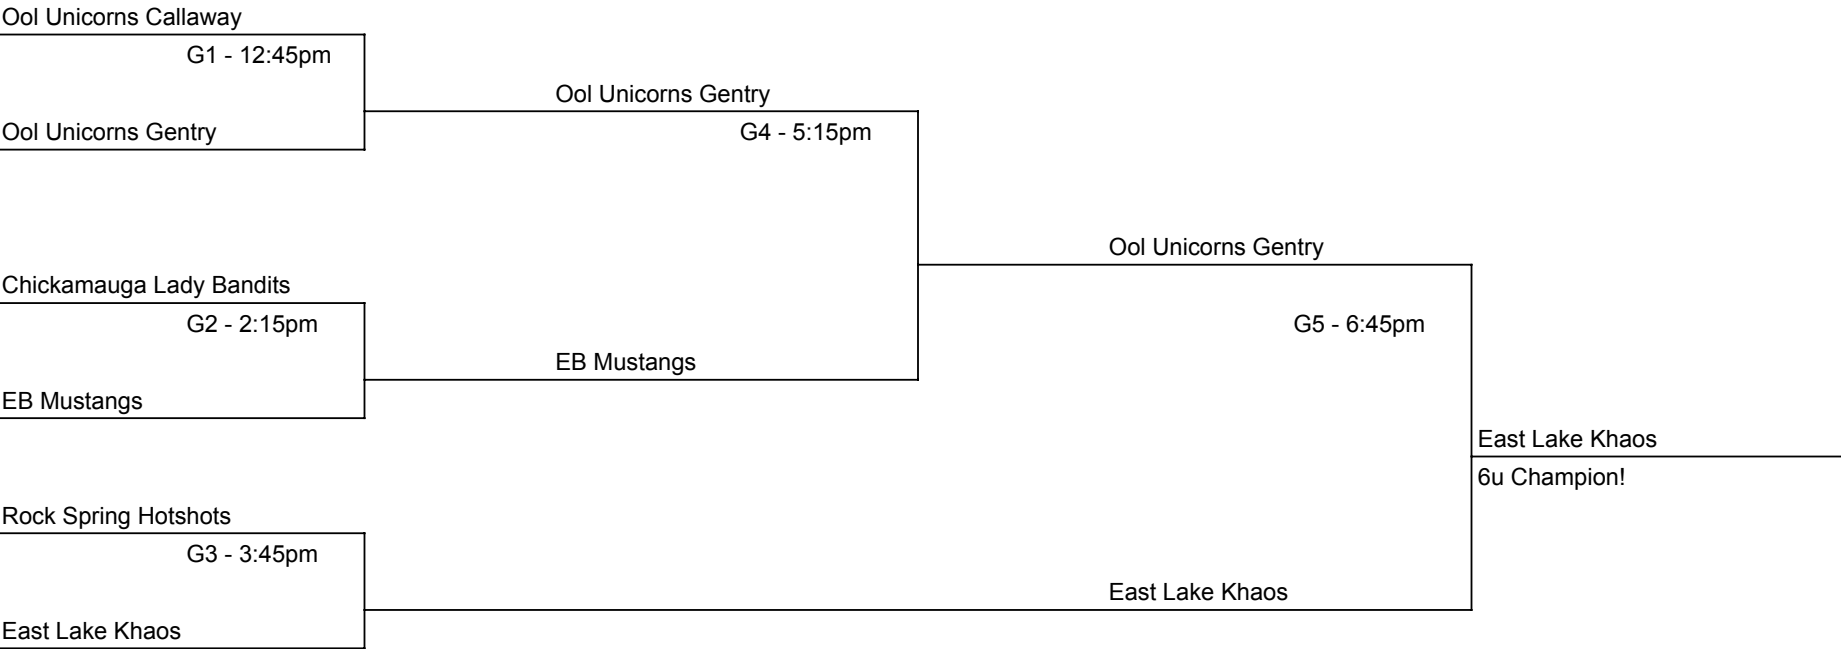 Ool Unicorns Callaway
G1 - 12:45pm
Ool Unicorns Gentry
G4 - 5:15pm
Ool Unicorns Gentry
Ool Unicorns Gentry
Chickamauga Lady Bandits
G2 - 2:15pm
G5 - 6:45pm
EB Mustangs
EB Mustangs
East Lake Khaos
6u Champion!
Rock Spring Hotshots
G3 - 3:45pm
East Lake Khaos
East Lake Khaos